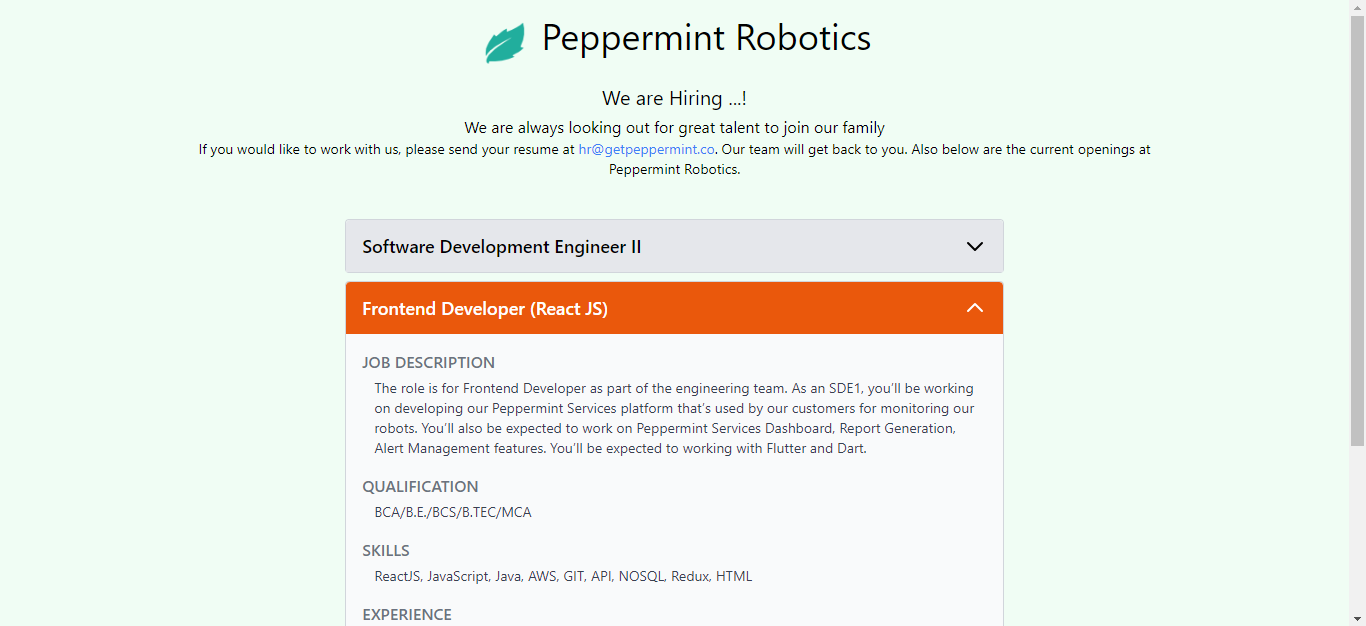 Peppermint Robotics
We are Hiring ...!
We are always looking out for great talent to join our family
If you would like to work with us, please send your resume at hr@getpeppermint.co. Our team will get back to you. Also below are the current openings at
Peppermint Robotics.
Software Development Engineer II
Frontend Developer (React JS)
JOB DESCRIPTION
The role is for Frontend Developer as part of the engineering team. As an SDE1, you’ll be working
on developing our Peppermint Services platform that’s used by our customers for monitoring our
robots. You’ll also be expected to work on Peppermint Services Dashboard, Report Generation,
Alert Management features. You’ll be expected to working with Flutter and Dart.
QUALIFICATION
BCA/B.E./BCS/B.TEC/MCA
SKILLS
ReactJS, JavaScript, Java, AWS, GIT, API, NOSQL, Redux, HTML
EXPERIENCE